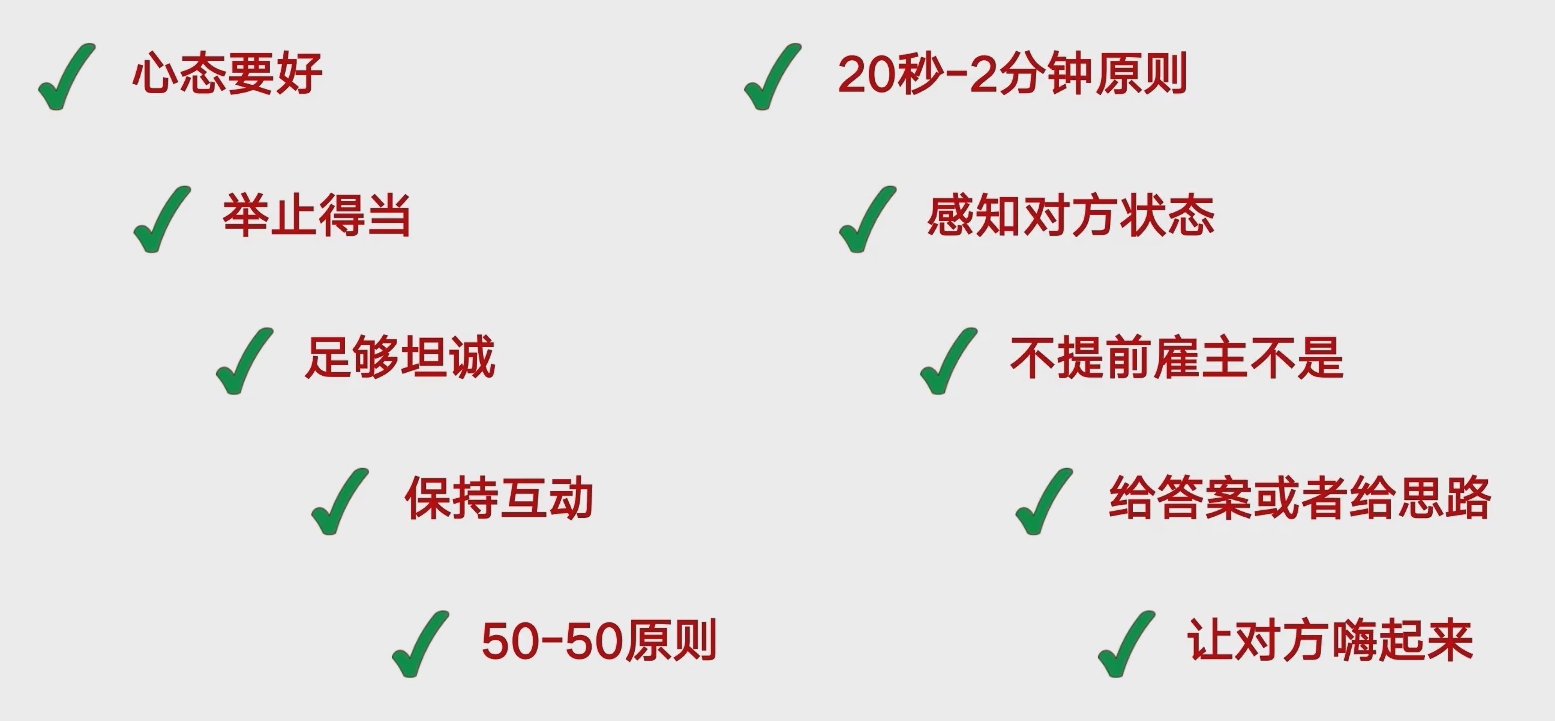 心态要好
举止得当
足够坦诚
保持互动
50-50原则
20秒-2分钟原则
感知对方状态
不提前雇主不是
给答案或者给思路
让对方嗨起来